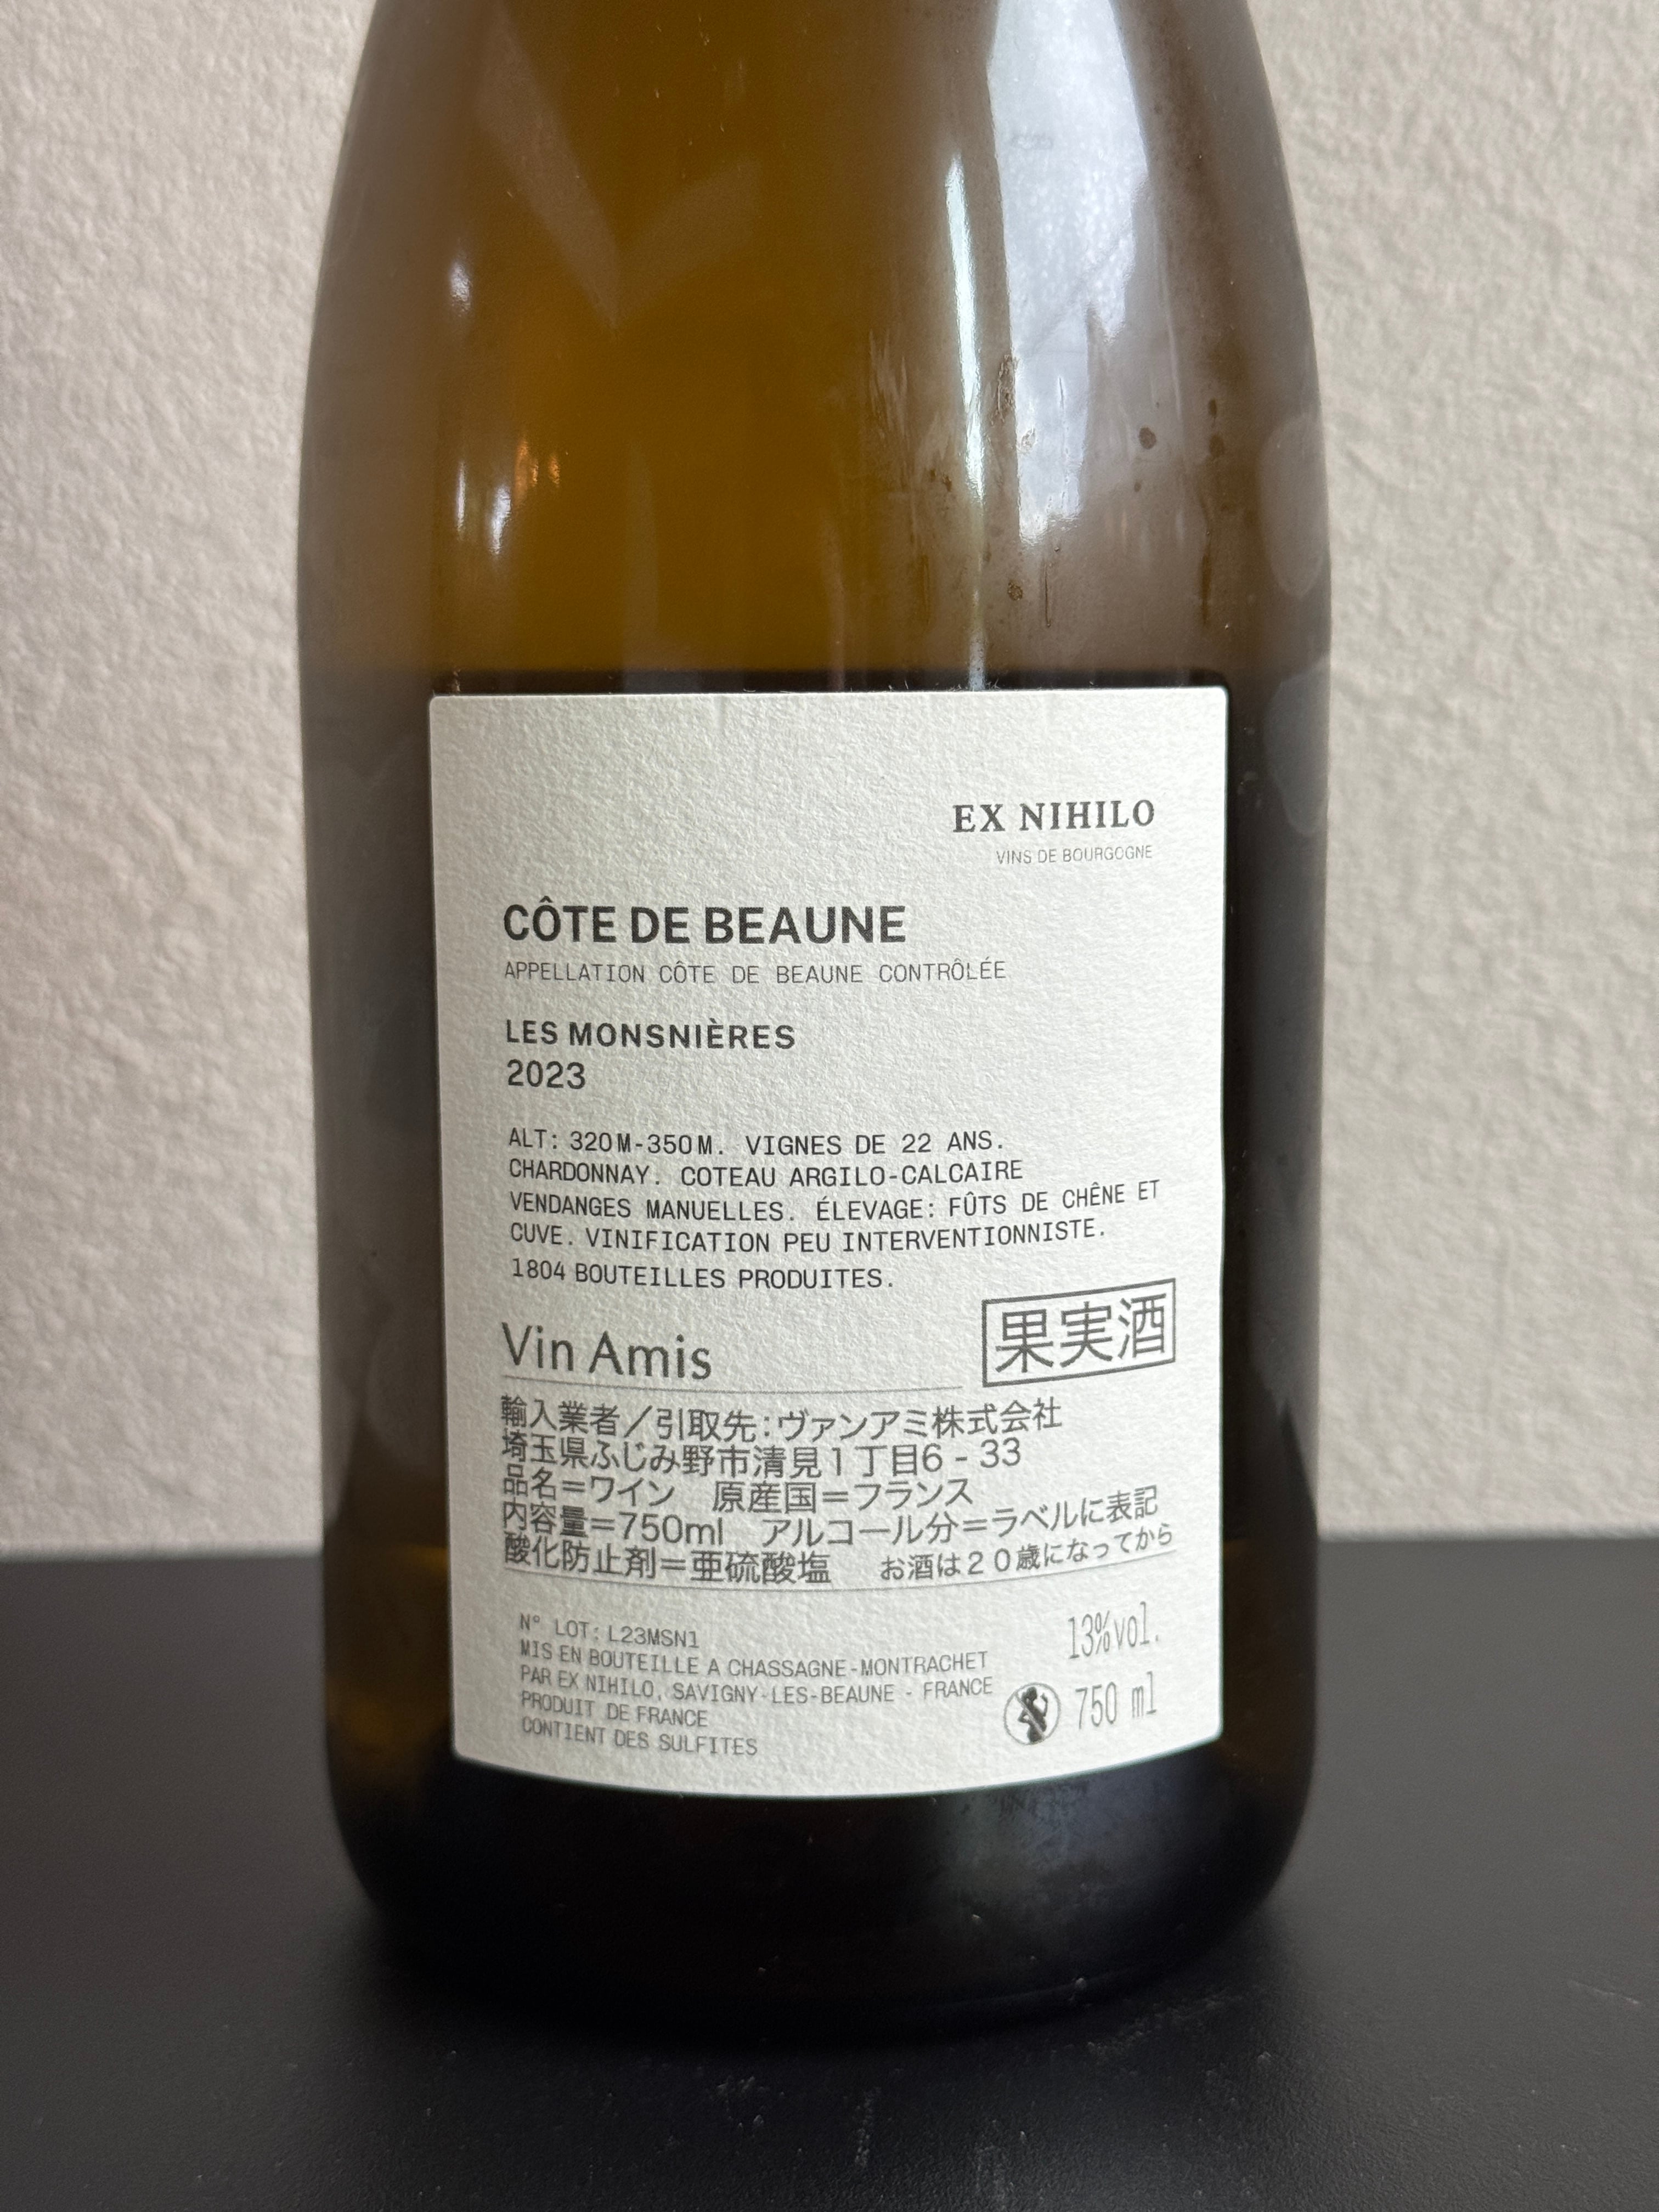 EX NIHILO
VINS DE BOURGOGNE
CÔTE DE BEAUNE
APPELLATION CÔTE DE BEAUNE CONTRÔLÉE
LES MONSNIÈRES
2023
ALT: 320M-350M. VIGNES DE 22 ANS.
CHARDONNAY. COTEAU ARGILO-CALCAIRE
VENDANGES MANUELLES. ÉLEVAGE: FÛTS DE CHÊNE ET
CUVE. VINIFICATION PEU INTERVENTIONNISTE.
1804 BOUTEILLES PRODUITES.
Vin Amis
果実酒
輸入業者／引取先:ヴァンアミ株式会社
埼玉県ふじみ野市清見1丁目6-33
品名＝ワイン 原産国＝フランス
内容量＝750ml アルコール分＝ラベルに表記
酸化防止剤＝亜硫酸塩 お酒は20歳になってから
N° LOT: L23MSN1
MIS EN BOUTEILLE A CHASSAGNE-MONTRACHET
PAR EX NIHILO, SAVIGNY-LES-BEAUNE - FRANCE
PRODUIT DE FRANCE
CONTIENT DES SULFITES
13%vol.
750 ml